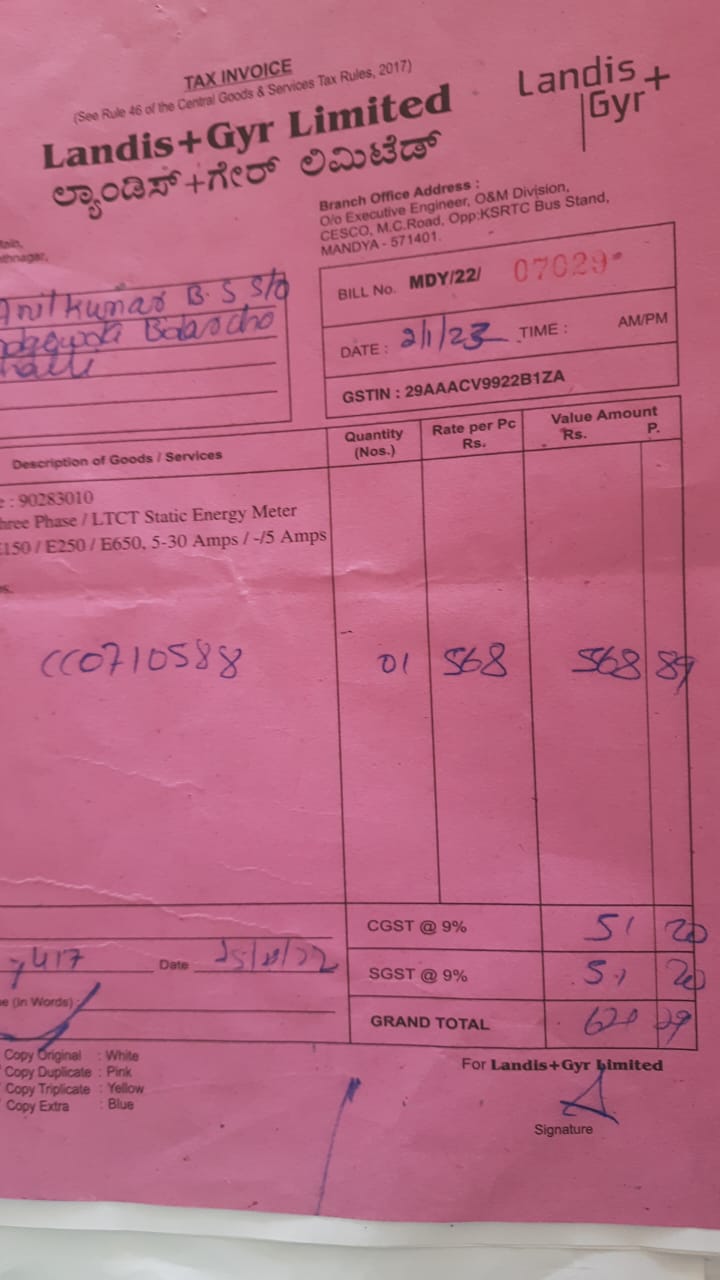 TAX INVOICE
(See Rule 46 of the Central Goods & Services Tax Rules, 2017)
Landis+Gyr Limited
ಲ್ಯಾಂಡಿಸ್+ಗೇರ್ ಲಿಮಿಟೆಡ್
Landis
Gyr+
Branch Office Address :
O/o Executive Engineer, O&M Division,
CESCO, M.C.Road, Opp:KSRTC Bus Stand,
MANDYA - 571401.
Anilkumar B.S S/o
BILL No. MDY/22/ 07029
DATE : 2/1/23 TIME : AM/PM
GSTIN : 29AAACV9922B1ZA
Description of Goods / Services Quantity (Nos.) Rate per Pc Rs. Value Amount Rs. P.
: 90283010
Three Phase / LTCT Static Energy Meter
E150 / E250 / E650, 5-30 Amps / -/5 Amps
CC0710588 01 568 568 89
CGST @ 9% 51 20
417 Date
SGST @ 9% 51 20
(in Words) :
GRAND TOTAL 29
Copy Original : White
Copy Duplicate : Pink
Copy Triplicate : Yellow
Copy Extra : Blue
For Landis+Gyr Limited
Signature